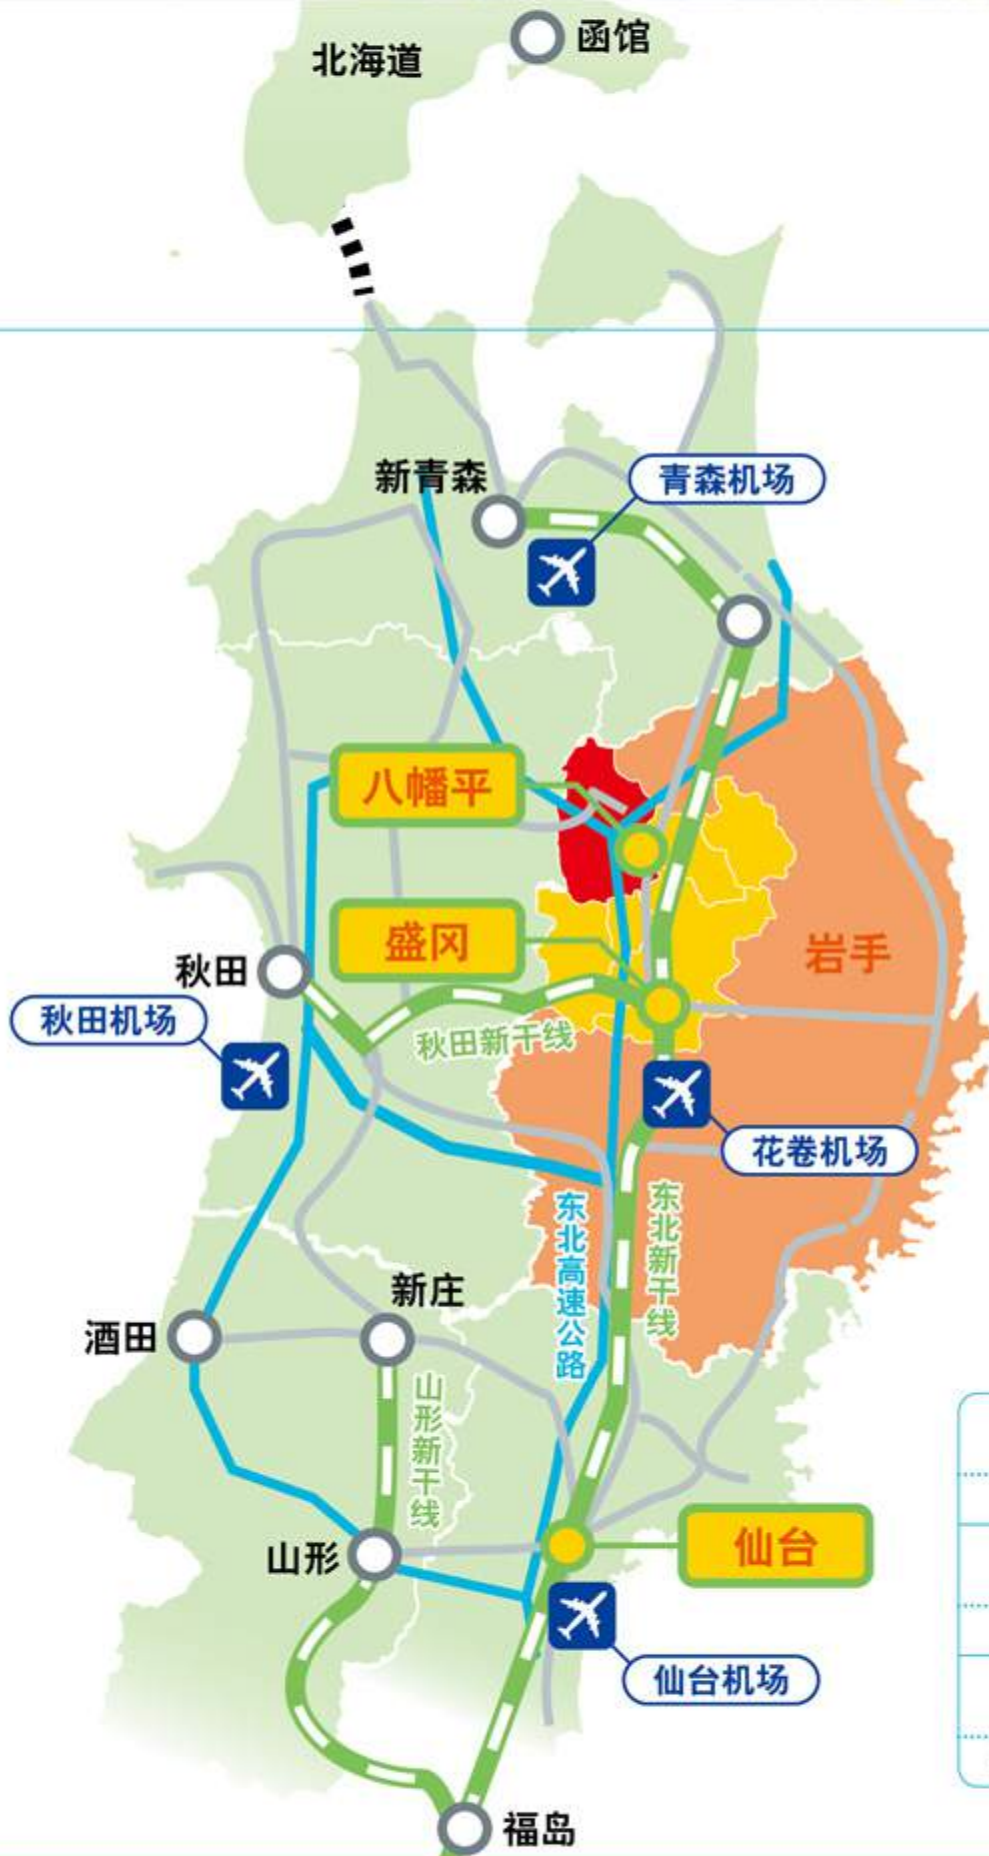 函馆
北海道
新青森
青森机场
八幡平
盛冈
岩手
秋田
秋田机场
秋田新干线
花卷机场
东北高速公路
东北新干线
新庄
酒田
山形新干线
山形
仙台
仙台机场
福岛